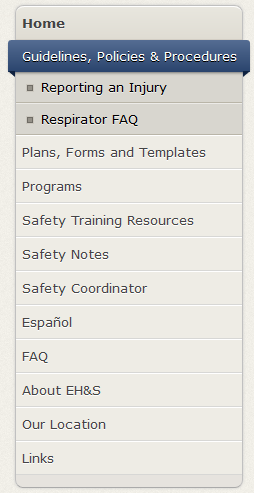 Home
Guidelines, Policies & Procedures
Reporting an Injury
Respirator FAQ
Plans, Forms and Templates
Programs
Safety Training Resources
Safety Notes
Safety Coordinator
Español
FAQ
About EH&S
Our Location
Links